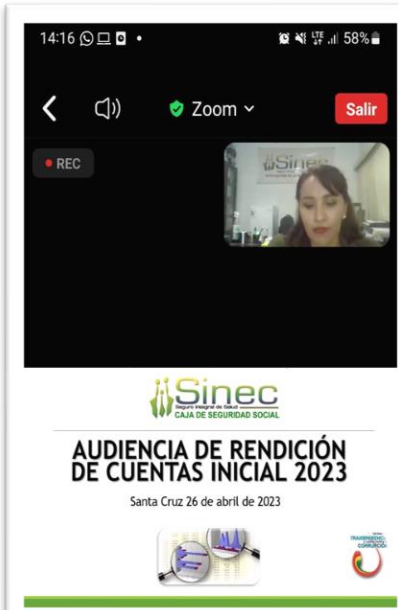 14:16
LTE
58%
Zoom
Salir
REC
Sinec
Sinec
Seguro Integral de Salud
CAJA DE SEGURIDAD SOCIAL
AUDIENCIA DE RENDICIÓN
DE CUENTAS INICIAL 2023
Santa Cruz 26 de abril de 2023